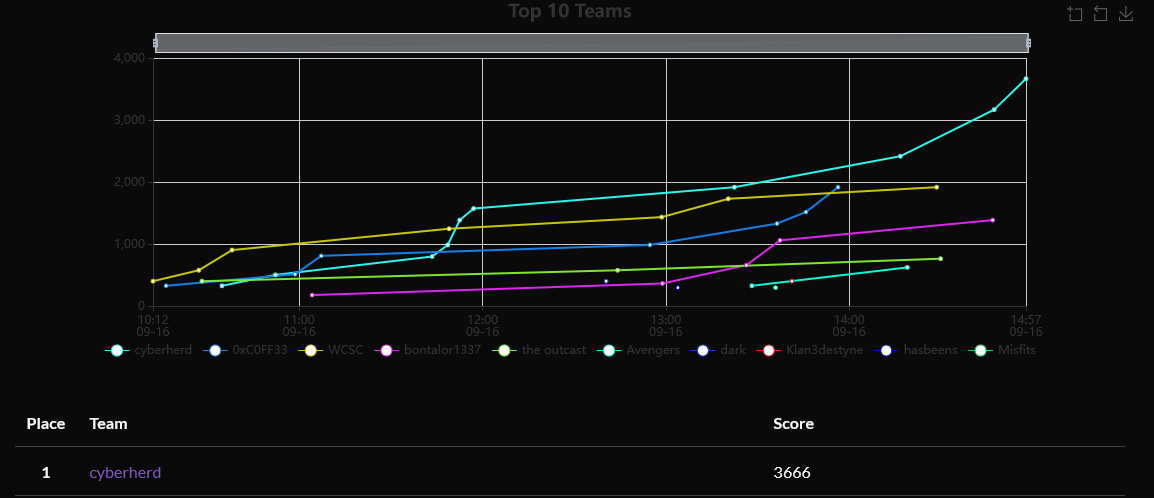 Top 10 Teams
4,000
3,000
2,000
1,000
0
10:12 11:00 12:00 13:00 14:00 14:57
09-16 09-16 09-16 09-16 09-16 09-16
cyberherd 0xC0FF33 WCSC bontalor1337 the outcast Avengers dark Klan3destyne hasbeens Misfits
Place Team Score
1 cyberherd 3666